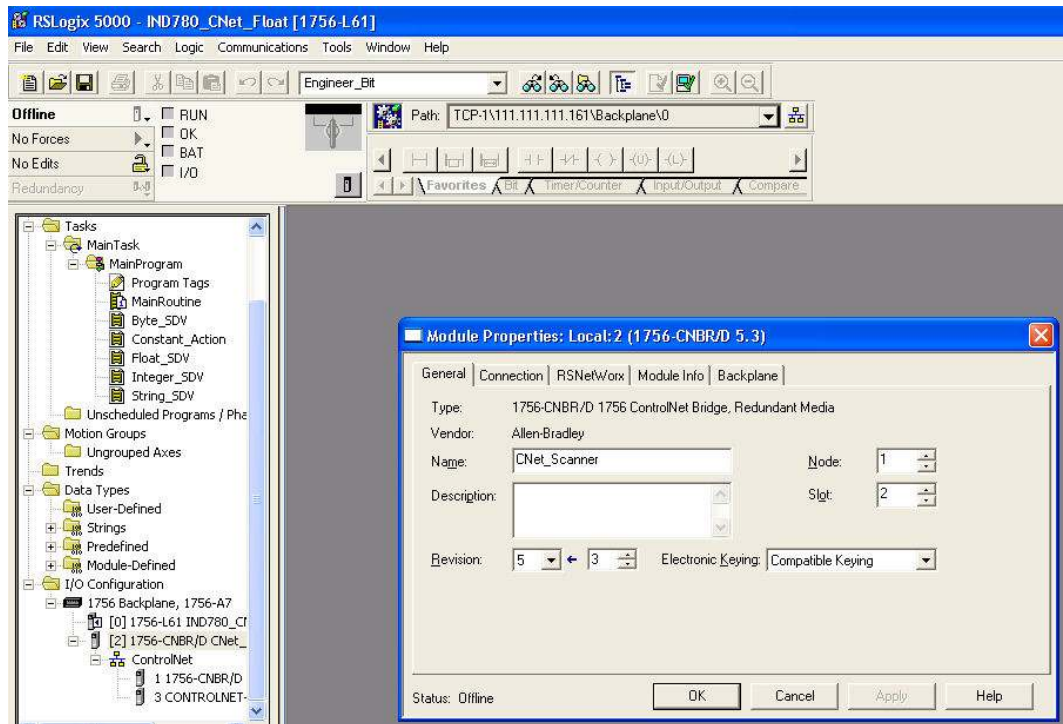 RSLogix 5000 - IND780_CNet_Float [1756-L61]
File Edit View Search Logic Communications Tools Window Help
Engineer_Bit
Offline
RUN
Path: TCP-1\111.111.111.161\Backplane\0
No Forces
OK
No Edits
BAT
I/O
Redundancy
Favorites Bit Timer/Counter Input/Output Compare
Tasks
MainTask
MainProgram
Program Tags
MainRoutine
Byte_SDV
Constant_Action
Float_SDV
Integer_SDV
String_SDV
Unscheduled Programs / Pha
Motion Groups
Ungrouped Axes
Trends
Data Types
User-Defined
Strings
Predefined
Module-Defined
I/O Configuration
1756 Backplane, 1756-A7
[0] 1756-L61 IND780_C
[2] 1756-CNBR/D CNet_
ControlNet
1 1756-CNBR/D
3 CONTROLNET-
Module Properties: Local:2 (1756-CNBR/D 5.3)
General Connection RSNetWorx Module Info Backplane
Type: 1756-CNBR/D 1756 ControlNet Bridge, Redundant Media
Vendor: Allen-Bradley
Name: CNet_Scanner Node: 1
Description: Slot: 2
Revision: 5 3 Electronic Keying: Compatible Keying
Status: Offline OK Cancel Apply Help